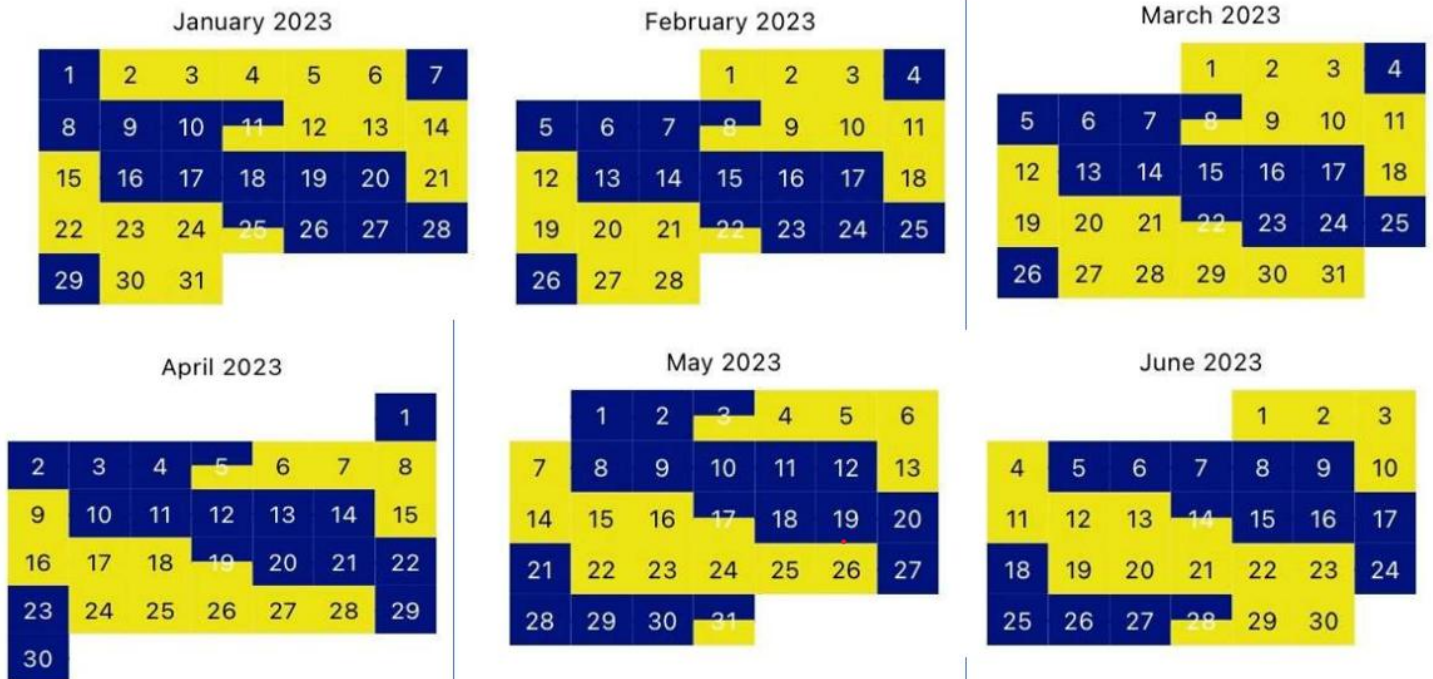 January 2023
1 2 3 4 5 6 7
8 9 10 11 12 13 14
15 16 17 18 19 20 21
22 23 24 25 26 27 28
29 30 31
February 2023
1 2 3 4
5 6 7 8 9 10 11
12 13 14 15 16 17 18
19 20 21 22 23 24 25
26 27 28
March 2023
1 2 3 4
5 6 7 8 9 10 11
12 13 14 15 16 17 18
19 20 21 22 23 24 25
26 27 28 29 30 31
April 2023
1
2 3 4 5 6 7 8
9 10 11 12 13 14 15
16 17 18 19 20 21 22
23 24 25 26 27 28 29
30
May 2023
1 2 3 4 5 6
7 8 9 10 11 12 13
14 15 16 17 18 19 20
21 22 23 24 25 26 27
28 29 30 31
June 2023
1 2 3
4 5 6 7 8 9 10
11 12 13 14 15 16 17
18 19 20 21 22 23 24
25 26 27 28 29 30